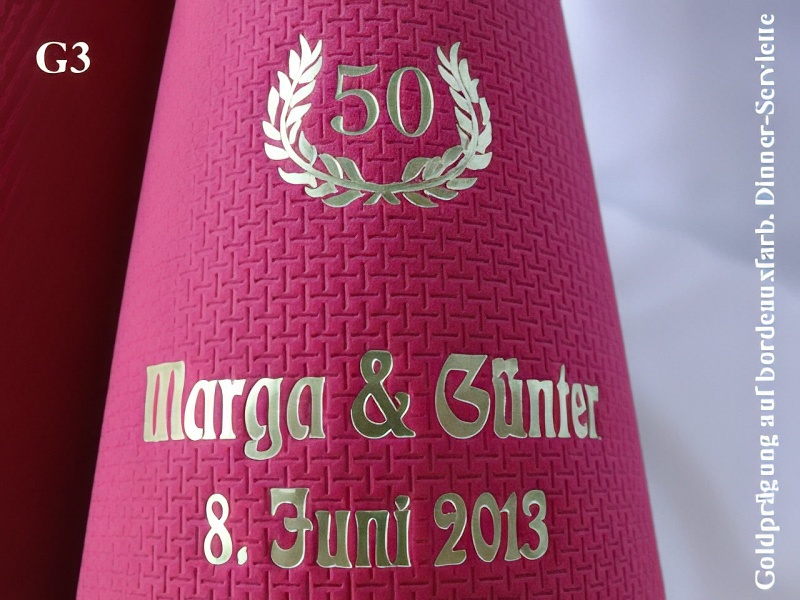 G3
50
Marga & Günter
8. Juni 2013
Goldprägung auf bordeauxfarb. Dinner-Serviette